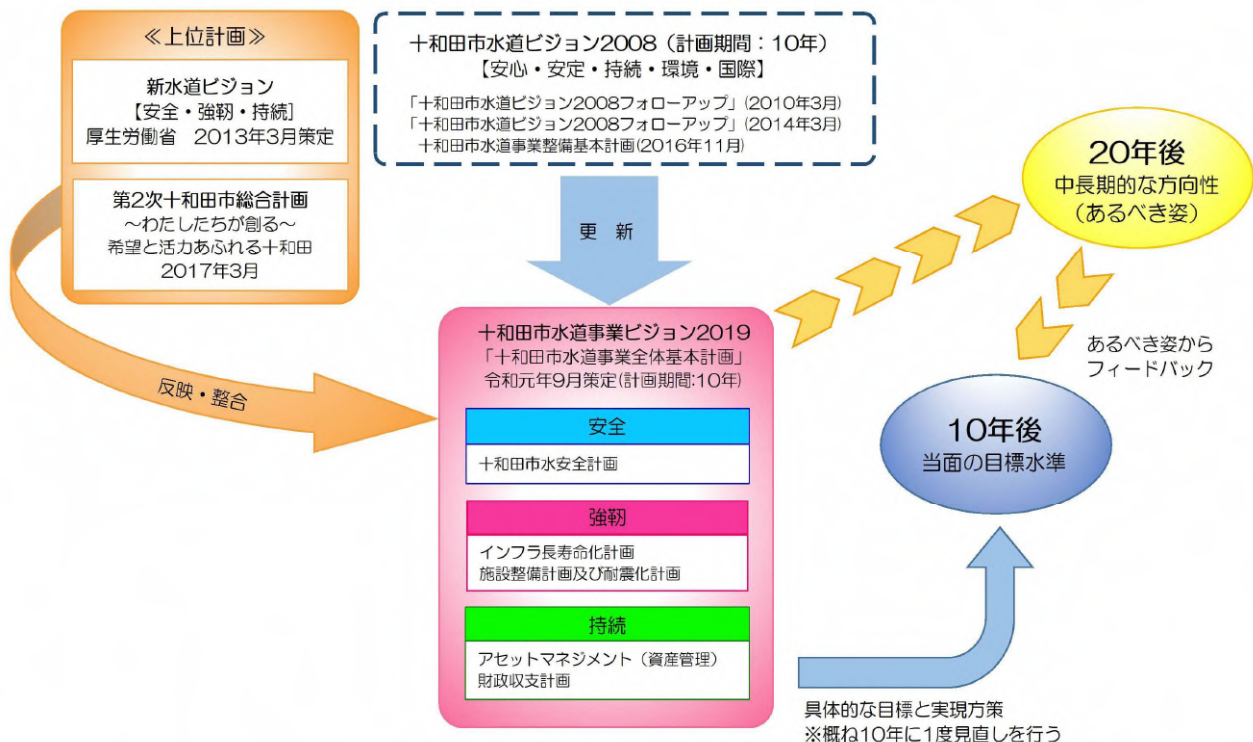 ≪上位計画≫
新水道ビジョン
【安全・強靭・持続】
厚生労働省 2013年3月策定
第2次十和田市総合計画
～わたしたちが創る～
希望と活力あふれる十和田
2017年3月
十和田市水道ビジョン2008（計画期間：10年）
【安心・安定・持続・環境・国際】
「十和田市水道ビジョン2008フォローアップ」(2010年3月)
「十和田市水道ビジョン2008フォローアップ」(2014年3月)
十和田市水道事業整備基本計画(2016年11月)
更 新
反映・整合
十和田市水道事業ビジョン2019
「十和田市水道事業全体基本計画」
令和元年9月策定(計画期間:10年)
安全
十和田市水安全計画
強靭
インフラ長寿命化計画
施設整備計画及び耐震化計画
持続
アセットマネジメント（資産管理）
財政収支計画
20年後
中長期的な方向性
（あるべき姿）
あるべき姿から
フィードバック
10年後
当面の目標水準
具体的な目標と実現方策
※概ね10年に1度見直しを行う